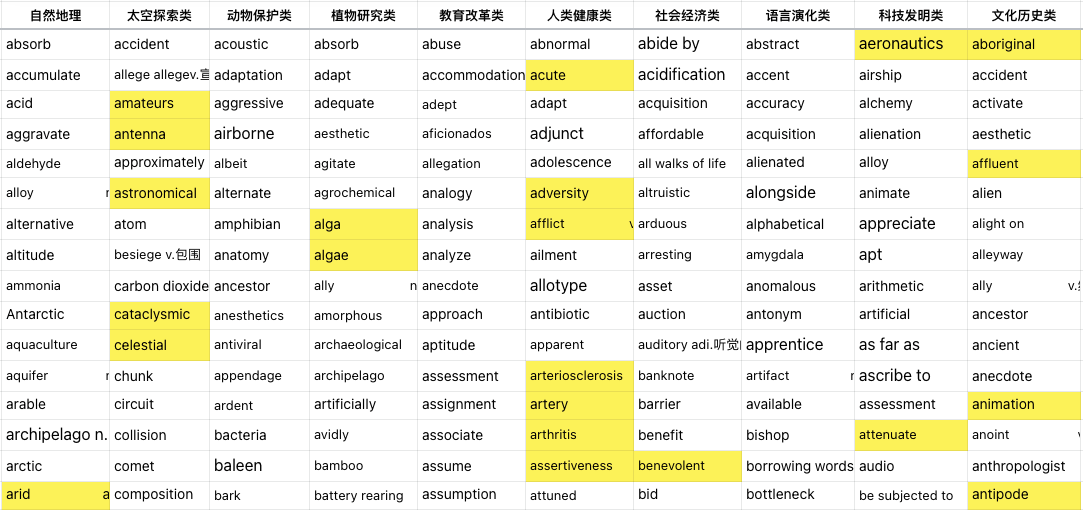 自然地理 太空探索类 动物保护类 植物研究类 教育改革类 人类健康类 社会经济类 语言演化类 科技发明类 文化历史类
absorb accident acoustic absorb abuse abnormal abide by abstract aeronautics aboriginal
accumulate allege allegev.宣 adaptation adapt accommodation acute acidification accent airship accident
acid amateurs aggressive adequate adept adapt acquisition accuracy alchemy activate
aggravate antenna airborne aesthetic aficionados adjunct affordable acquisition alienation aesthetic
aldehyde approximately albeit agitate allegation adolescence all walks of life alienated alloy affluent
alloy astronomical alternate agrochemical analogy adversity altruistic alongside animate alien
alternative atom amphibian alga analysis afflict v arduous alphabetical appreciate alight on
altitude besiege v.包围 anatomy algae analyze ailment arresting amygdala apt alleyway
ammonia carbon dioxide ancestor ally n anecdote allotype asset anomalous arithmetic ally v.
Antarctic cataclysmic anesthetics amorphous approach antibiotic auction antonym artificial ancestor
aquaculture celestial antiviral archaeological aptitude apparent auditory adi.听觉 apprentice as far as ancient
aquifer chunk appendage archipelago assessment arteriosclerosis banknote artifact ascribe to anecdote
arable circuit ardent artificially assignment artery barrier available assessment animation
archipelago n. collision bacteria avidly associate arthritis benefit bishop attenuate anoint
arctic comet baleen bamboo assume assertiveness benevolent borrowing words audio anthropologist
arid a composition bark battery rearing assumption attuned bid bottleneck be subjected to antipode